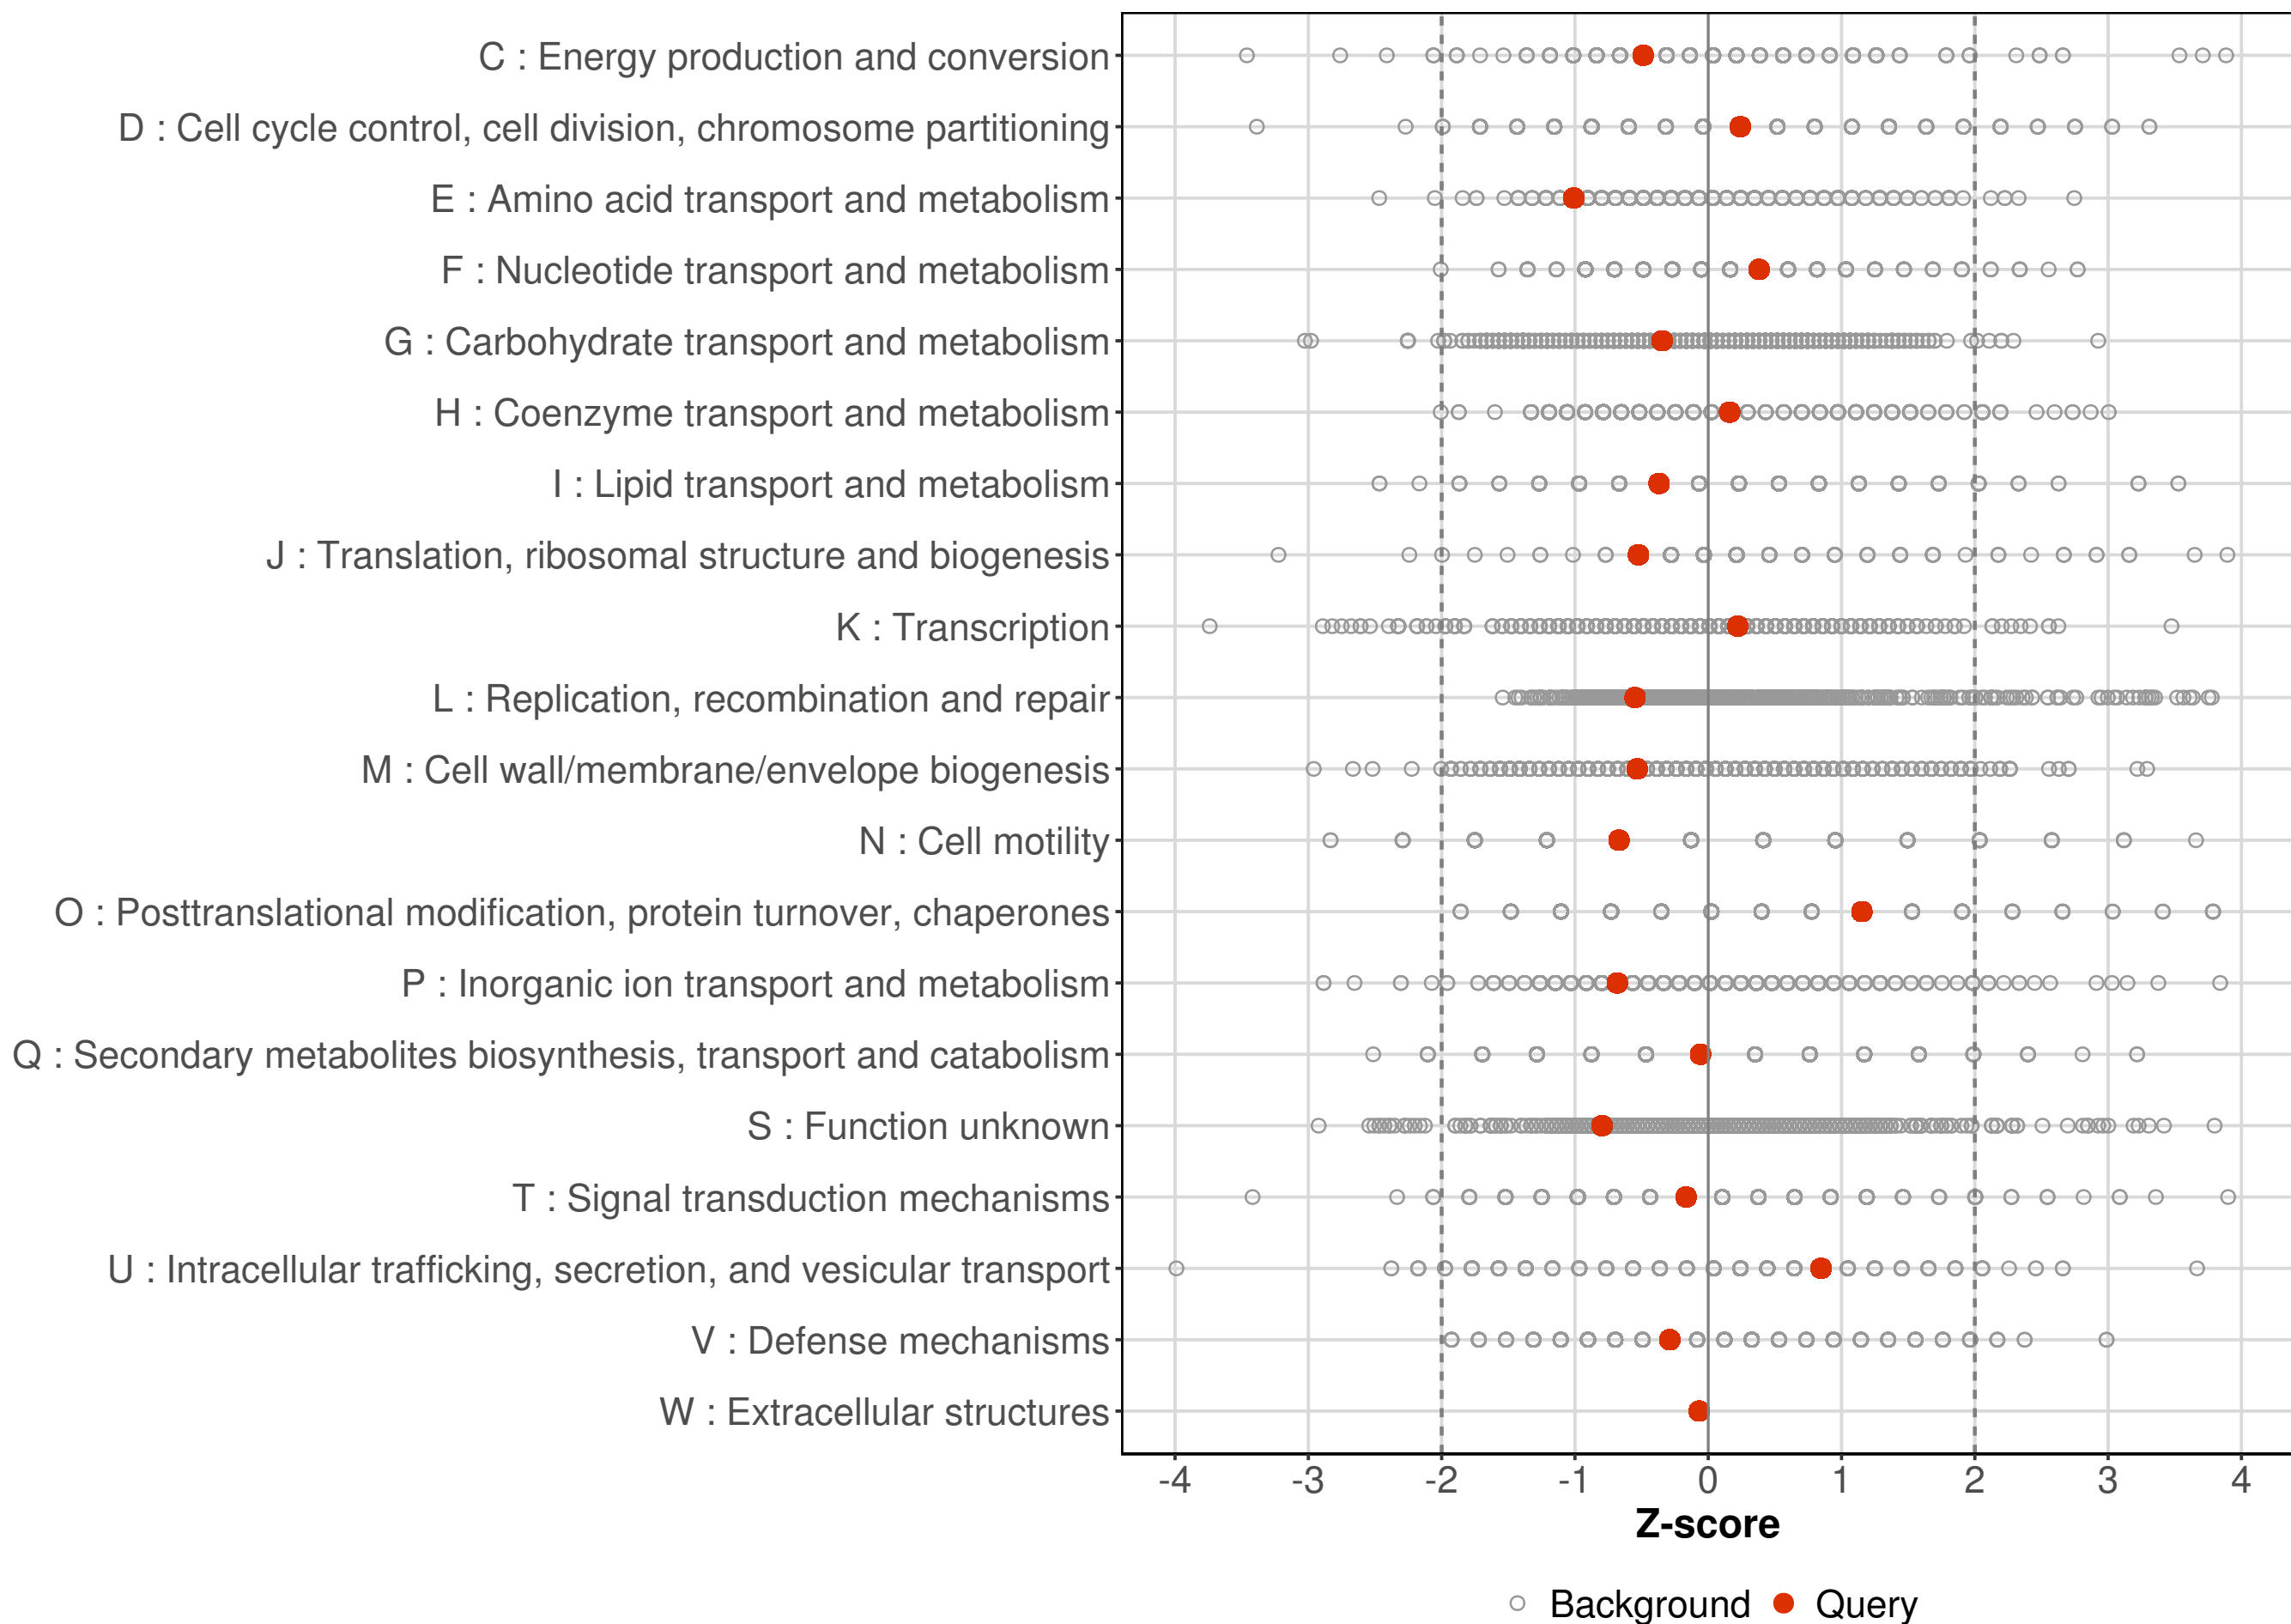 C : Energy production and conversion
D : Cell cycle control, cell division, chromosome partitioning
E : Amino acid transport and metabolism
F : Nucleotide transport and metabolism
G : Carbohydrate transport and metabolism
H : Coenzyme transport and metabolism
I : Lipid transport and metabolism
J : Translation, ribosomal structure and biogenesis
K : Transcription
L : Replication, recombination and repair
M : Cell wall/membrane/envelope biogenesis
N : Cell motility
O : Posttranslational modification, protein turnover, chaperones
P : Inorganic ion transport and metabolism
Q : Secondary metabolites biosynthesis, transport and catabolism
S : Function unknown
T : Signal transduction mechanisms
U : Intracellular trafficking, secretion, and vesicular transport
V : Defense mechanisms
W : Extracellular structures
-4 -3 -2 -1 0 1 2 3 4
Z-score
Background Query